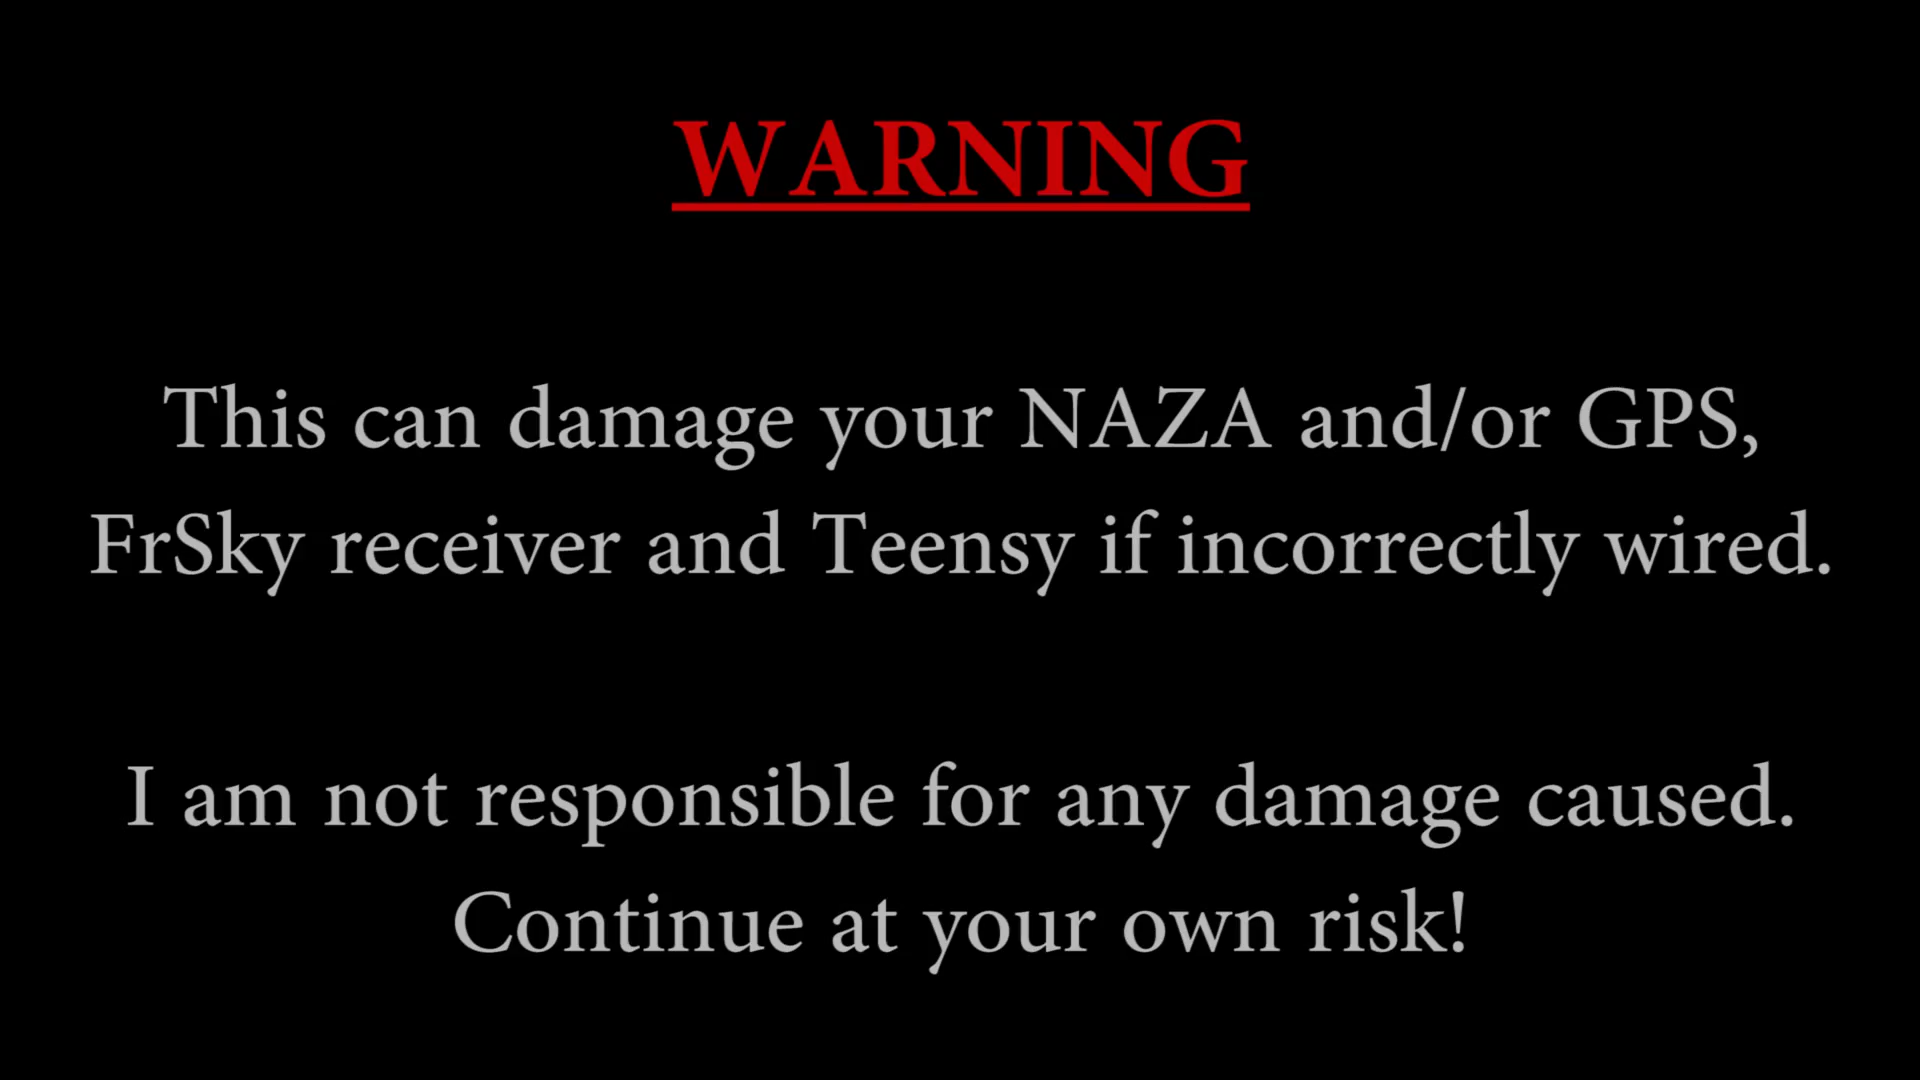 WARNING
This can damage your NAZA and/or GPS,
FrSky receiver and Teensy if incorrectly wired.
I am not responsible for any damage caused.
Continue at your own risk!